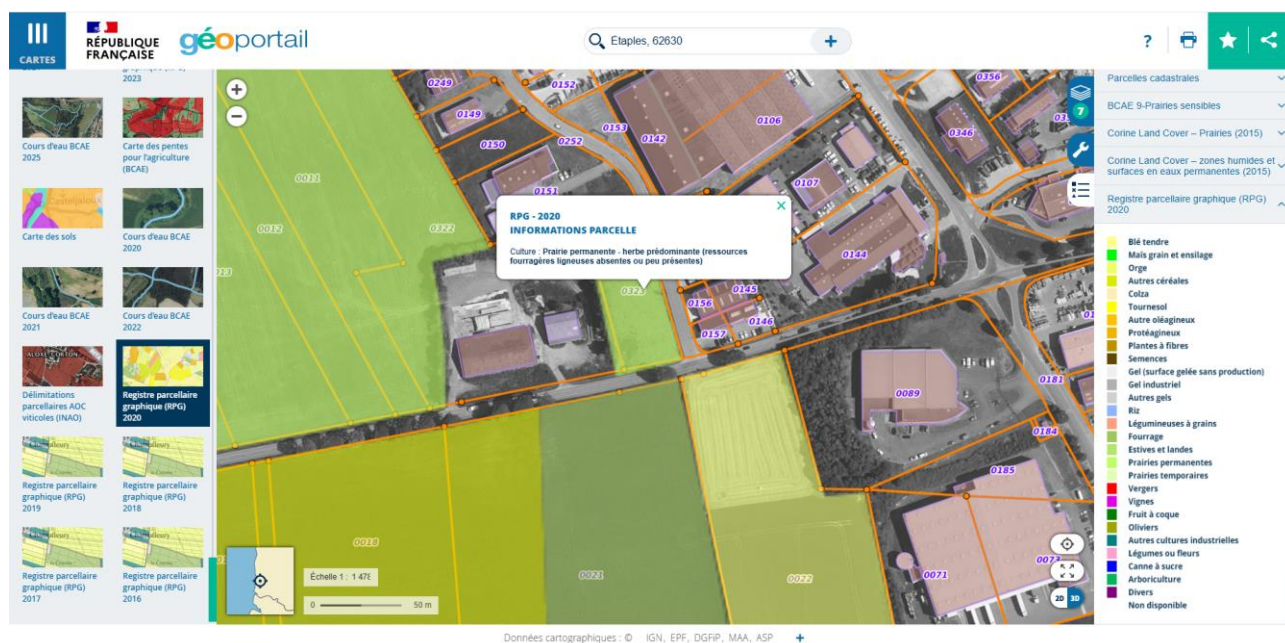 CARTES
RÉPUBLIQUE
FRANÇAISE
géoportail
Etaples, 62630
+
?
2023
Cours d'eau BCAE
2025
Carte des pentes
pour l'agriculture
(BCAE)
Carte des sols
Cours d'eau BCAE
2020
Cours d'eau BCAE
2021
Cours d'eau BCAE
2022
Délimitations
parcellaires AOC
viticoles (INAO)
Registre parcellaire
graphique (RPG)
2020
Registre parcellaire
graphique (RPG)
2019
Registre parcellaire
graphique (RPG)
2018
Registre parcellaire
graphique (RPG)
2017
Registre parcellaire
graphique (RPG)
2016
+
−
0249
0152
0356
0149
0153
0142
0106
0150
0252
0346
0151
0107
0011
0012
0322
0144
0323
0145
0156
0146
0157
0089
0181
0184
0185
0018
0021
0022
0071
0073
RPG - 2020
INFORMATIONS PARCELLE
Culture : Prairie permanente - herbe prédominante (ressources
fourragères ligneuses absentes ou peu présentes)
Échelle 1 : 1 478
0
50 m
7
2D
3D
Parcelles cadastrales
BCAE 9-Prairies sensibles
Corine Land Cover – Prairies (2015)
Corine Land Cover – zones humides et
surfaces en eaux permanentes (2015)
Registre parcellaire graphique (RPG)
2020
Blé tendre
Maïs grain et ensilage
Orge
Autres céréales
Colza
Tournesol
Autre oléagineux
Protéagineux
Plantes à fibres
Semences
Gel (surface gelée sans production)
Gel industriel
Autres gels
Riz
Légumineuses à grains
Fourrage
Estives et landes
Prairies permanentes
Prairies temporaires
Vergers
Vignes
Fruit à coque
Oliviers
Autres cultures industrielles
Légumes ou fleurs
Canne à sucre
Arboriculture
Divers
Non disponible
Données cartographiques : © IGN, EPF, DGFiP, MAA, ASP +